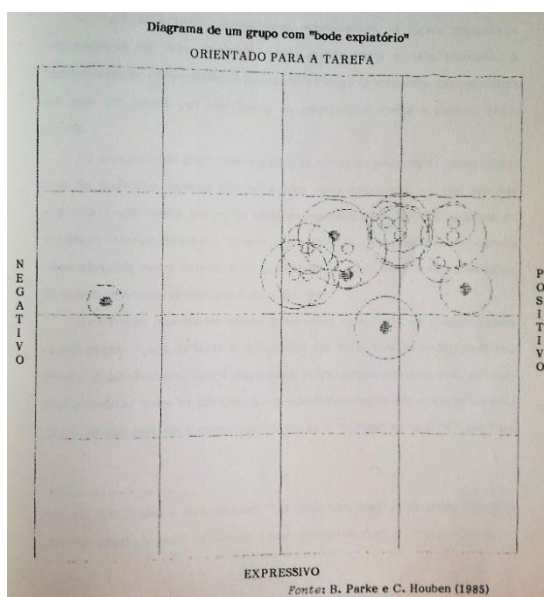 Diagrama de um grupo com "bode expiatório"
ORIENTADO PARA A TAREFA
NEGATIVO
POSITIVO
EXPRESSIVO
Fonte: B. Parke e C. Houben (1985)